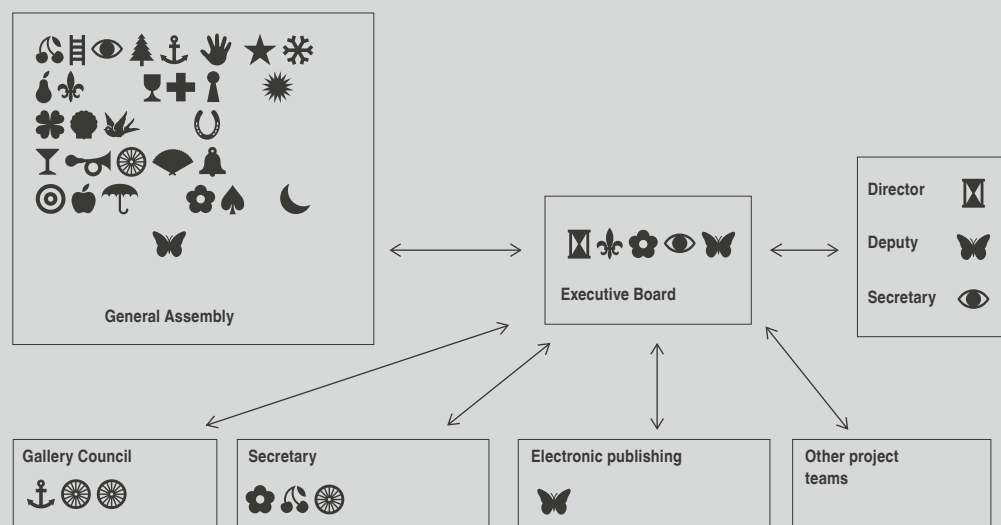 General Assembly
Executive Board
Director
Deputy
Secretary
Gallery Council
Secretary
Electronic publishing
Other project
teams